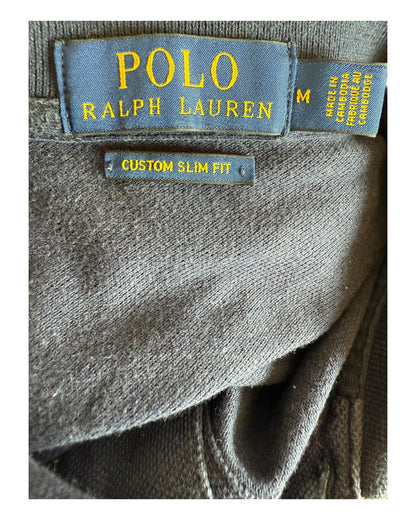 POLO
RALPH LAUREN
M
MADE IN
CAMBODIA
FABRIQUÉ AU
CAMBODGE
CUSTOM SLIM FIT